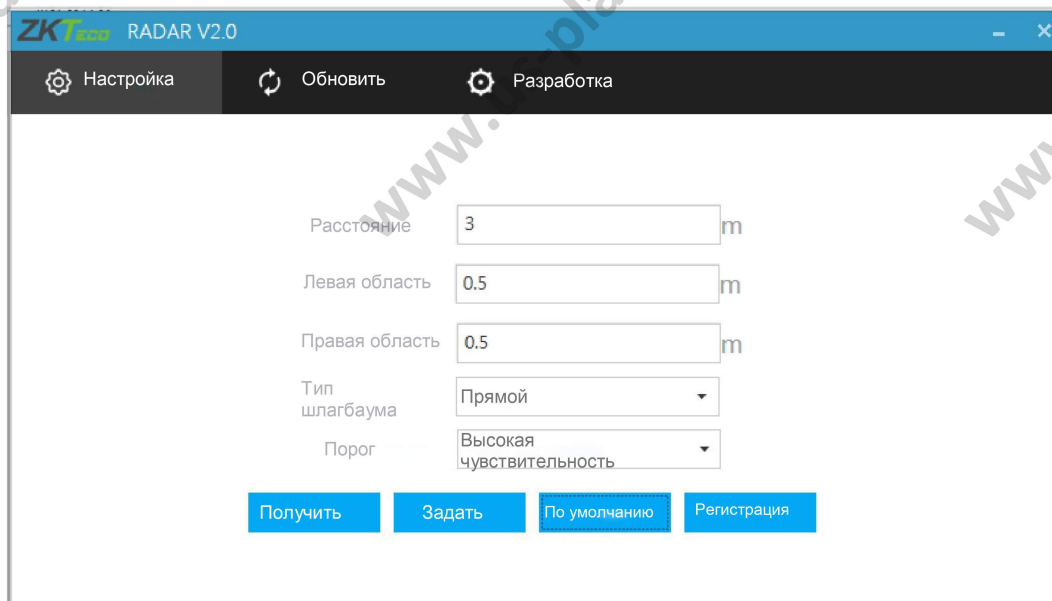 ZKTeco RADAR V2.0
Настройка Обновить Разработка
Расстояние 3 m
Левая область 0.5 m
Правая область 0.5 m
Тип
шлагбаума
Прямой
Порог
Высокая
чувствительность
Получить Задать По умолчанию Регистрация